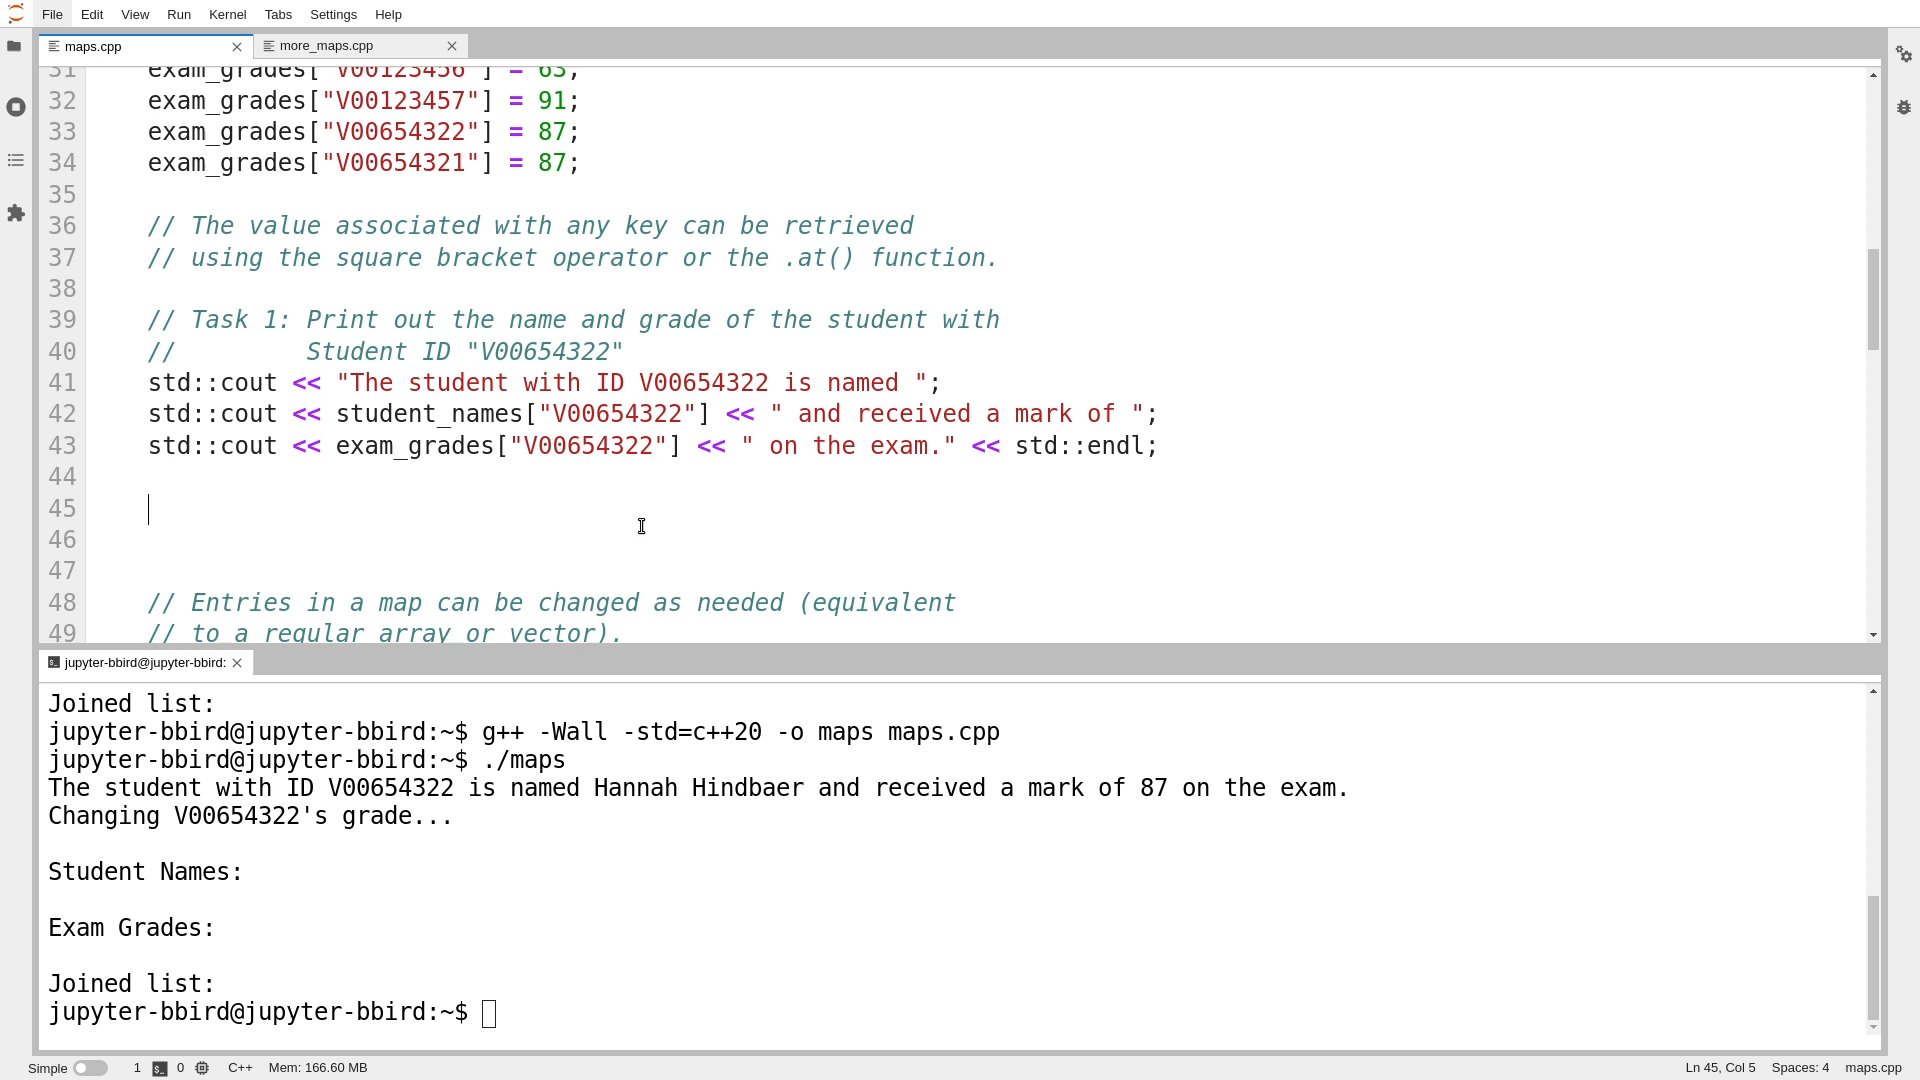 File Edit View Run Kernel Tabs Settings Help
maps.cpp more_maps.cpp
31 exam_grades["V00123456"] = 63;
32 exam_grades["V00123457"] = 91;
33 exam_grades["V00654322"] = 87;
34 exam_grades["V00654321"] = 87;
35
36 // The value associated with any key can be retrieved
37 // using the square bracket operator or the .at() function.
38
39 // Task 1: Print out the name and grade of the student with
40 //         Student ID "V00654322"
41 std::cout << "The student with ID V00654322 is named ";
42 std::cout << student_names["V00654322"] << " and received a mark of ";
43 std::cout << exam_grades["V00654322"] << " on the exam." << std::endl;
44
45
46
47
48 // Entries in a map can be changed as needed (equivalent
49 // to a regular array or vector).
jupyter-bbird@jupyter-bbird:
Joined list:
jupyter-bbird@jupyter-bbird:~$ g++ -Wall -std=c++20 -o maps maps.cpp
jupyter-bbird@jupyter-bbird:~$ ./maps
The student with ID V00654322 is named Hannah Hindbaer and received a mark of 87 on the exam.
Changing V00654322's grade...
Student Names:
Exam Grades:
Joined list:
jupyter-bbird@jupyter-bbird:~$
Simple 1 $_ 0 C++ Mem: 166.60 MB Ln 45, Col 5 Spaces: 4 maps.cpp